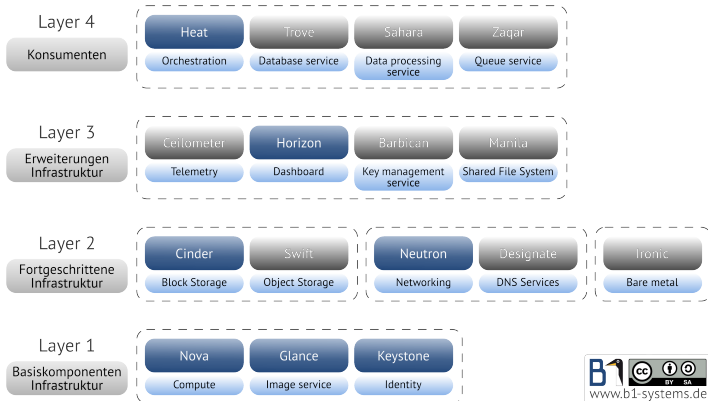 Layer 4
Konsumenten
Heat
Trove
Sahara
Zaqar
Orchestration
Database service
Data processing
service
Queue service
Layer 3
Erweiterungen
Infrastruktur
Ceilometer
Horizon
Barbican
Manila
Telemetry
Dashboard
Key management
service
Shared File System
Layer 2
Fortgeschrittene
Infrastruktur
Cinder
Swift
Neutron
Designate
Ironic
Block Storage
Object Storage
Networking
DNS Services
Bare metal
Layer 1
Basiskomponenten
Infrastruktur
Nova
Glance
Keystone
Compute
Image service
Identity
B1
cc
BY SA
www.b1-systems.de